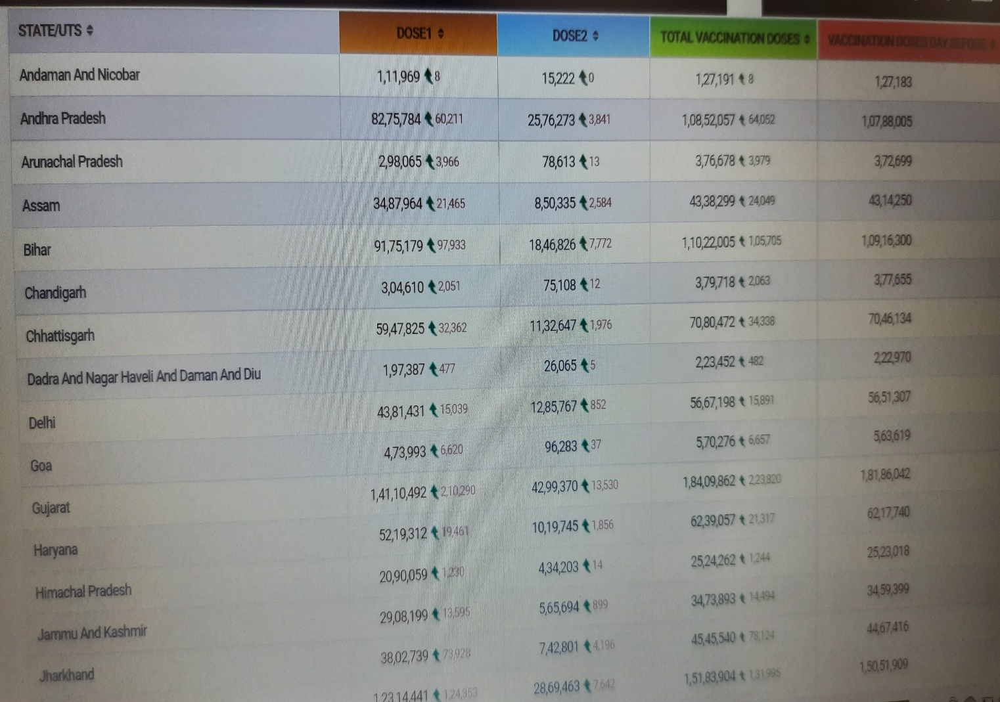 STATE/UTS DOSE1 DOSE2 TOTAL VACCINATION DOSES VACCINATION DOSES DAY BEFORE
Andaman And Nicobar 1,11,969 8 15,222 0 1,27,191 8 1,27,183
Andhra Pradesh 82,75,784 60,211 25,76,273 3,841 1,08,52,057 64,052 1,07,88,005
Arunachal Pradesh 2,98,065 3,966 78,613 13 3,76,678 3,979 3,72,699
Assam 34,87,964 21,465 8,50,335 2,584 43,38,299 24,049 43,14,250
Bihar 91,75,179 97,933 18,46,826 7,772 1,10,22,005 1,05,705 1,09,16,300
Chandigarh 3,04,610 2,051 75,108 12 3,79,718 2,063 3,77,655
Chhattisgarh 59,47,825 32,362 11,32,647 1,976 70,80,472 34,338 70,46,134
Dadra And Nagar Haveli And Daman And Diu 1,97,387 477 26,065 5 2,23,452 482 2,22,970
Delhi 43,81,431 15,039 12,85,767 852 56,67,198 15,891 56,51,307
Goa 4,73,993 6,620 96,283 37 5,70,276 6,657 5,63,619
Gujarat 1,41,10,492 2,10,290 42,99,370 13,530 1,84,09,862 2,23,820 1,81,86,042
Haryana 52,19,312 19,461 10,19,745 1,856 62,39,057 21,317 62,17,740
Himachal Pradesh 20,90,059 1,230 4,34,203 14 25,24,262 1,244 25,23,018
Jammu And Kashmir 29,08,199 13,595 5,65,694 899 34,73,893 14,494 34,59,399
Jharkhand 38,02,739 73,928 7,42,801 4,196 45,45,540 78,124 44,67,416
1,23,14,441 1,24,353 28,69,463 7,642 1,51,83,904 1,31,995 1,50,51,909